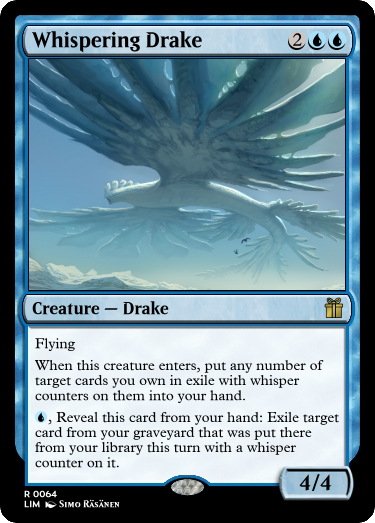 Whispering Drake 2
Creature — Drake
Flying
When this creature enters, put any number of
target cards you own in exile with whisper
counters on them into your hand.
, Reveal this card from your hand: Exile target
card from your graveyard that was put there
from your library this turn with a whisper
counter on it.
4/4
R 0064
LIM Simo Räsänen